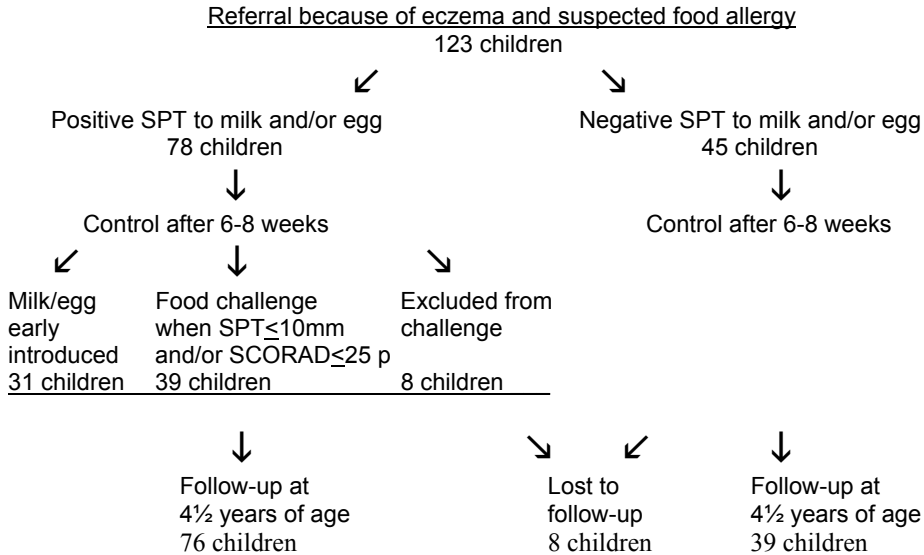 Referral because of eczema and suspected food allergy
123 children
Positive SPT to milk and/or egg
78 children
Negative SPT to milk and/or egg
45 children
Control after 6-8 weeks
Control after 6-8 weeks
Milk/egg
early
introduced
31 children
Food challenge
when SPT≤10mm
and/or SCORAD≤25 p
39 children
Excluded from
challenge
8 children
Follow-up at
4½ years of age
76 children
Lost to
follow-up
8 children
Follow-up at
4½ years of age
39 children